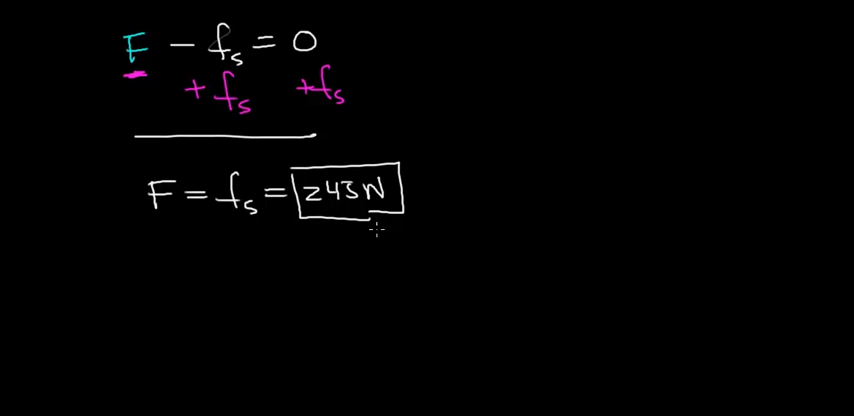 F - fs = 0
+ fs +fs
F = fs = 243N